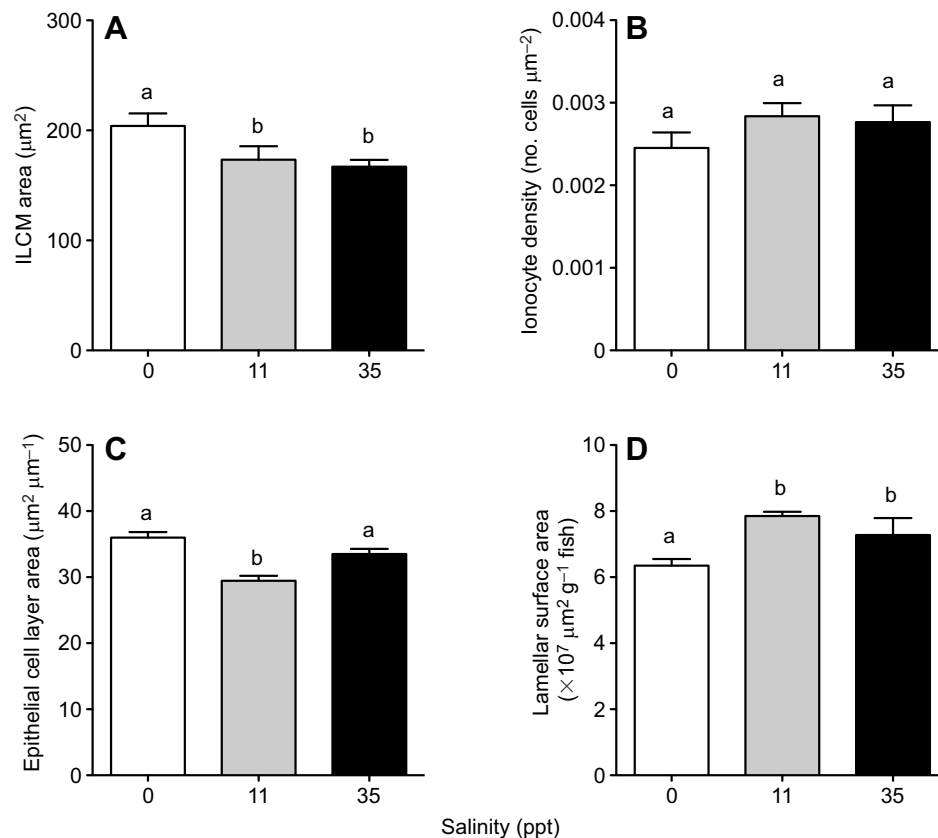 A
300
200
100
0
ILCM area (μm²)
a
b
b
0
11
35
B
0.004
0.003
0.002
0.001
0
Ionocyte density (no. cells μm⁻²)
a
a
a
0
11
35
C
50
40
30
20
10
0
Epithelial cell layer area (μm² μm⁻¹)
a
b
a
0
11
35
D
10
8
6
4
2
0
Lamellar surface area
(×10⁷ μm² g⁻¹ fish)
a
b
b
0
11
35
Salinity (ppt)